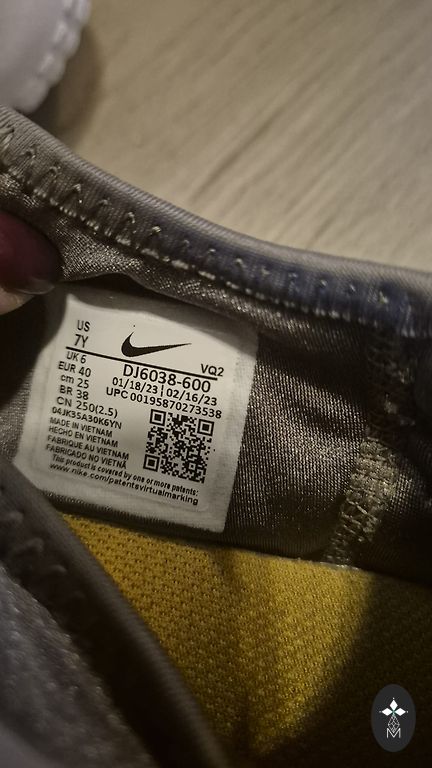 US
7Y
UK 6
EUR 40
cm 25
BR 38
CN 250(2.5)
VQ2
DJ6038-600
01/18/23 | 02/16/23
UPC 00195870273538
04JK35A30K6YN
MADE IN VIETNAM
HECHO EN VIETNAM
FABRIQUE AU VIETNAM
FABRICADO NO VIETNÃ
This product is covered by one or more patents:
www.nike.com/patentsvirtualmarking
M